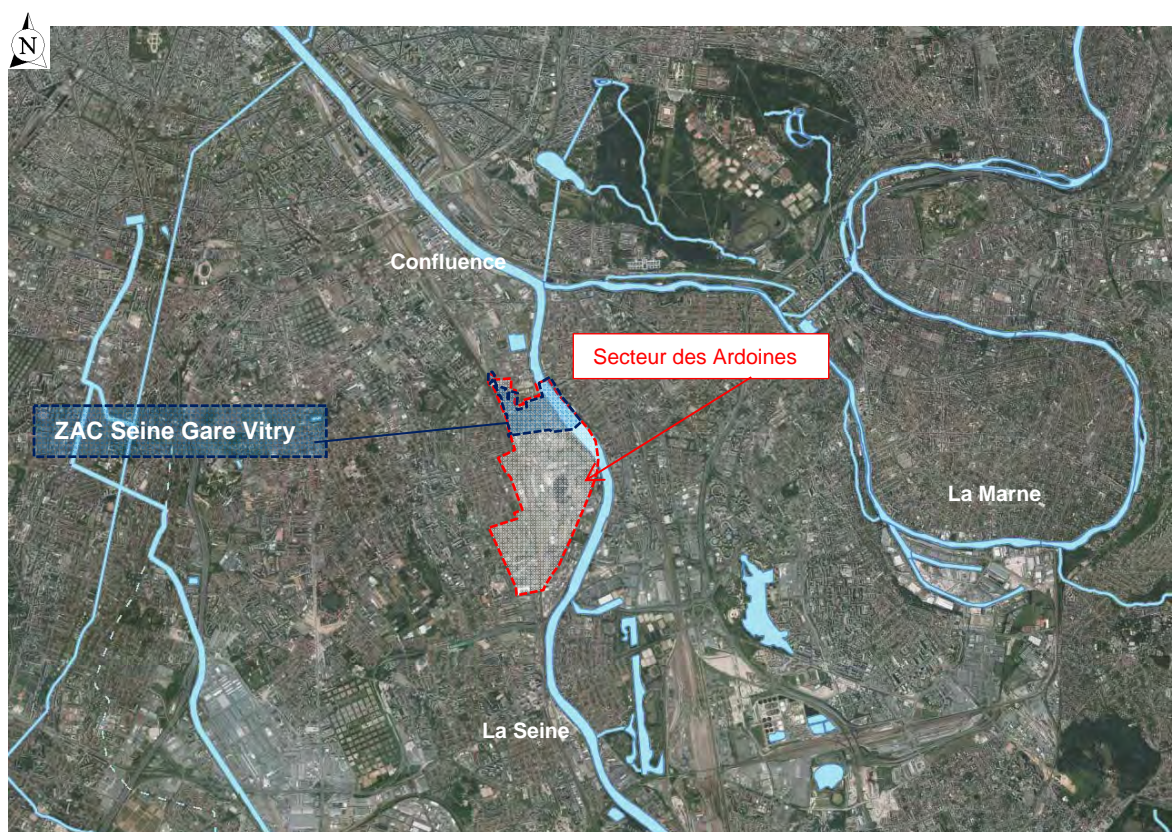 N
Confluence
Secteur des Ardoines
ZAC Seine Gare Vitry
La Marne
La Seine